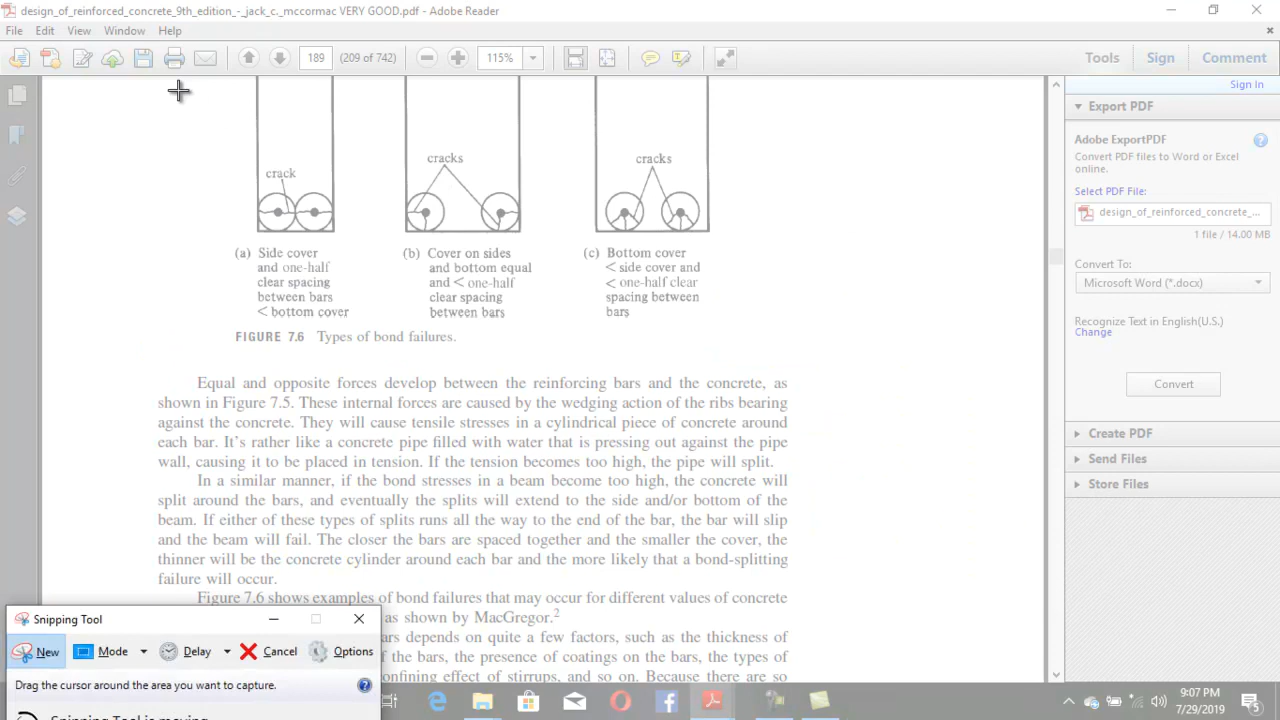 design_of_reinforced_concrete_9th_edition_-_jack_c._mccormac VERY GOOD.pdf - Adobe Reader
File Edit View Window Help
189 (209 of 742) 115% Tools Sign Comment
Sign In
Export PDF
Adobe ExportPDF
Convert PDF files to Word or Excel
online.
Select PDF File:
design_of_reinforced_concrete_...
1 file / 14.00 MB
Convert To:
Microsoft Word (*.docx)
Recognize Text in English(U.S.)
Change
Convert
Create PDF
Send Files
Store Files
crack
cracks
cracks
(a) Side cover
and one-half
clear spacing
between bars
< bottom cover
(b) Cover on sides
and bottom equal
and < one-half
clear spacing
between bars
(c) Bottom cover
< side cover and
< one-half clear
spacing between
bars
FIGURE 7.6 Types of bond failures.
Equal and opposite forces develop between the reinforcing bars and the concrete, as
shown in Figure 7.5. These internal forces are caused by the wedging action of the ribs bearing
against the concrete. They will cause tensile stresses in a cylindrical piece of concrete around
each bar. It's rather like a concrete pipe filled with water that is pressing out against the pipe
wall, causing it to be placed in tension. If the tension becomes too high, the pipe will split.
In a similar manner, if the bond stresses in a beam become too high, the concrete will
split around the bars, and eventually the splits will extend to the side and/or bottom of the
beam. If either of these types of splits runs all the way to the end of the bar, the bar will slip
and the beam will fail. The closer the bars are spaced together and the smaller the cover, the
thinner will be the concrete cylinder around each bar and the more likely that a bond-splitting
failure will occur.
Figure 7.6 shows examples of bond failures that may occur for different values of concrete
as shown by MacGregor.2
depends on quite a few factors, such as the thickness of
of the bars, the presence of coatings on the bars, the types of
confining effect of stirrups, and so on. Because there are so
Snipping Tool
New Mode Delay Cancel Options
Drag the cursor around the area you want to capture.
Snipping Tool is moving
9:07 PM
7/29/2019
5